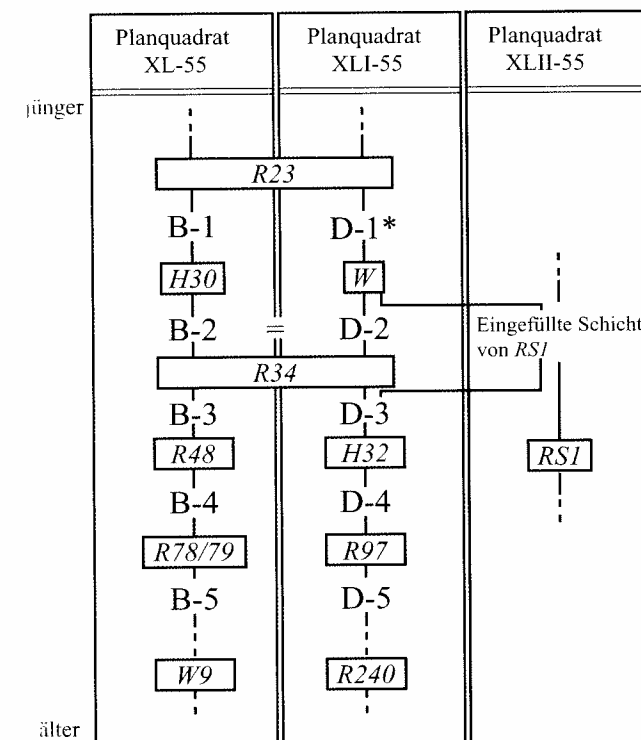 Planquadrat Planquadrat Planquadrat
XL-55 XLI-55 XLII-55
jünger
R23
B-1 D-1*
H30 W
B-2 = D-2 Eingefüllte Schicht
von RS1
R34
B-3 D-3
R48 H32 RS1
B-4 D-4
R78/79 R97
B-5 D-5
W9 R240
älter